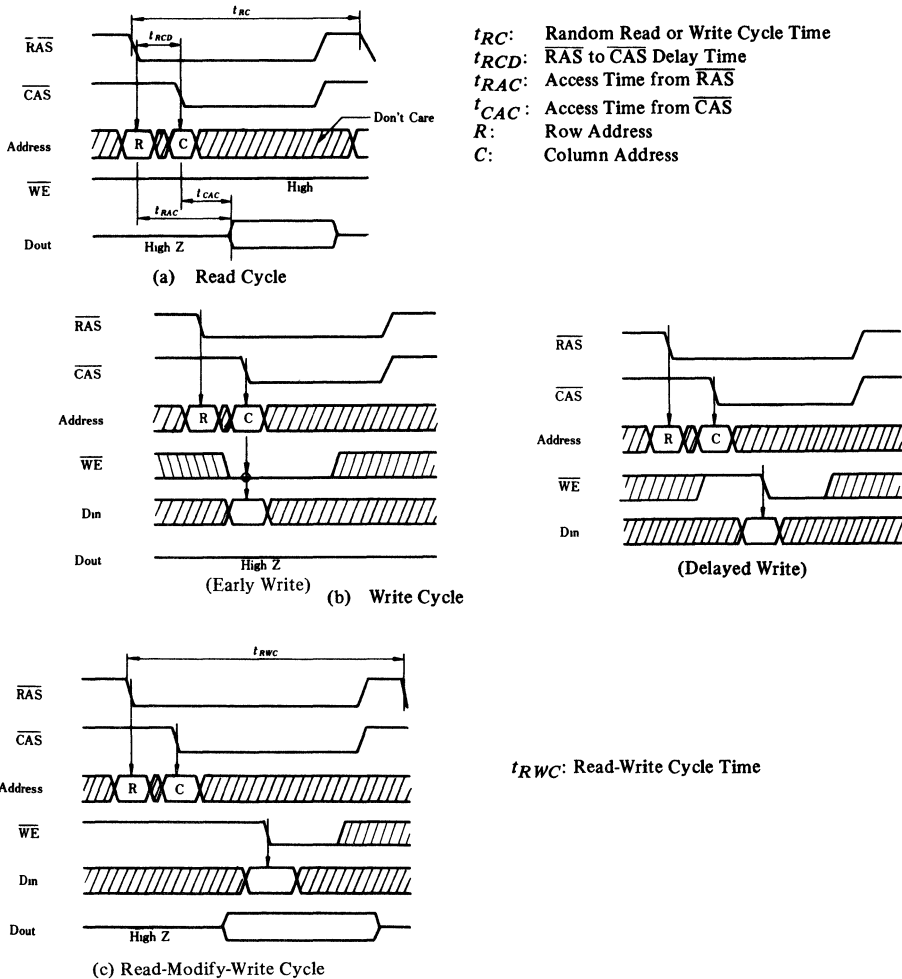 tRC
tRC: Random Read or Write Cycle Time
RAS
tRCD
tRCD: RAS to CAS Delay Time
tRAC: Access Time from RAS
CAS
tCAC: Access Time from CAS
Don't Care
R: Row Address
Address
R
C
C: Column Address
WE
High
tCAC
tRAC
Dout
High Z
(a) Read Cycle
RAS
CAS
Address
R
C
WE
Din
Dout
High Z
(Early Write)
RAS
CAS
Address
R
C
WE
Din
(Delayed Write)
(b) Write Cycle
tRWC
RAS
CAS
tRWC: Read-Write Cycle Time
Address
R
C
WE
Din
Dout
High Z
(c) Read-Modify-Write Cycle